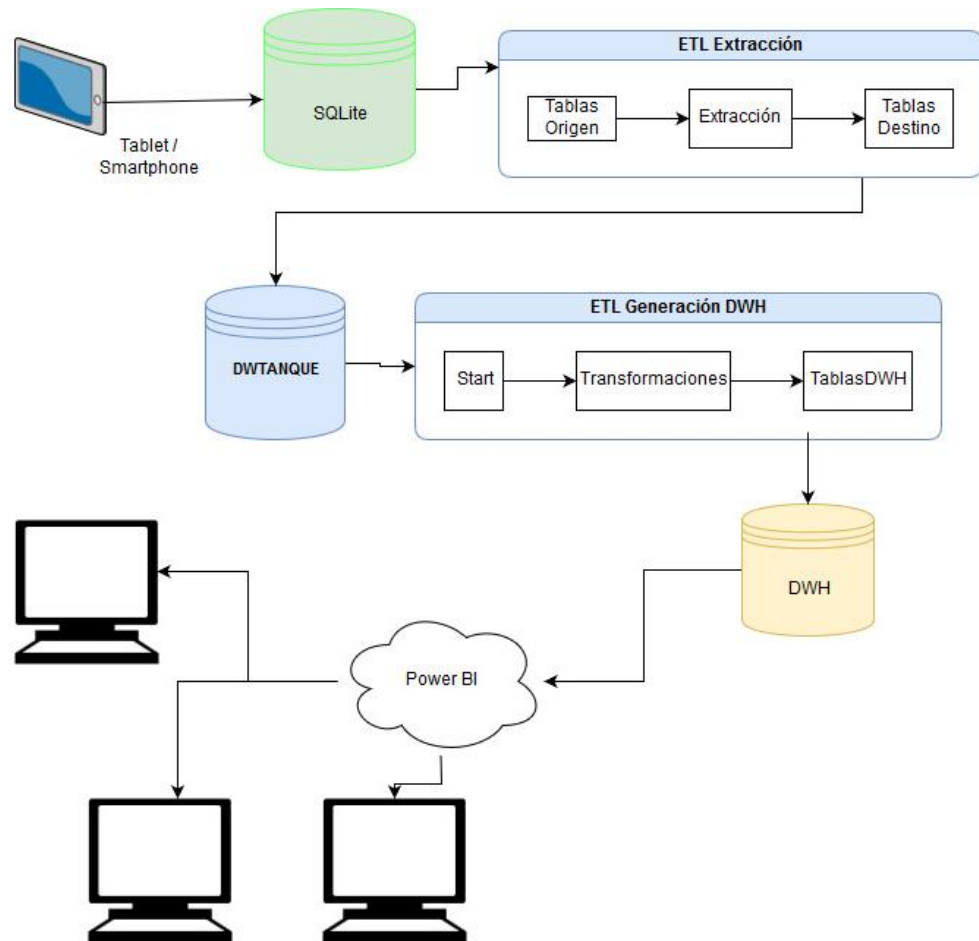 ETL Extracción
SQLite
Tablas
Origen
Extracción
Tablas
Destino
Tablet /
Smartphone
ETL Generación DWH
DWTANQUE
Start
Transformaciones
TablasDWH
DWH
Power BI